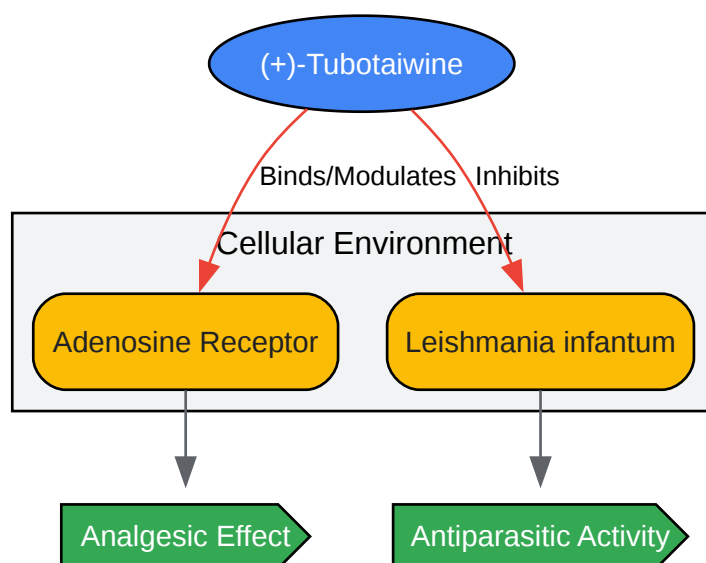 (+)-Tubotaiwine
Binds/Modulates
Inhibits
Cellular Environment
Adenosine Receptor
Leishmania infantum
Analgesic Effect
Antiparasitic Activity